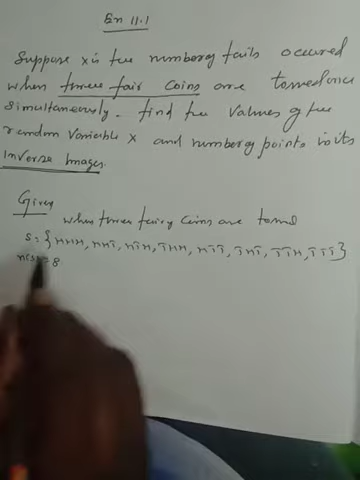 Ex 11.1
Suppose X is the number of tails occured
when three fair coins are tossed once
simultaneously. find the values of the
random variable X and number of points in its
Inverse Images.
Given
when three fairy coins are tossed
S = { HHH, HHT, HTH, THH, HTT, THT, TTH, TTT }
n(s) = 8